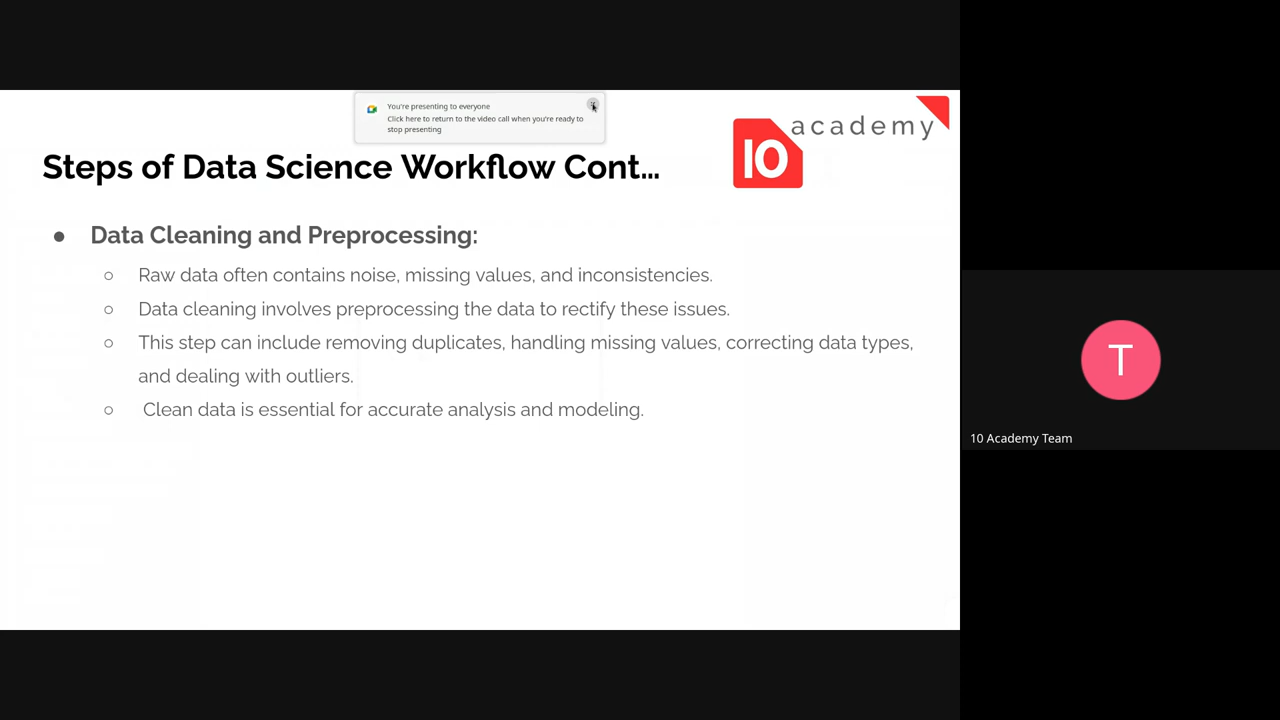 You're presenting to everyone
Click here to return to the video call when you're ready to
stop presenting
10 academy
Steps of Data Science Workflow Cont...
● Data Cleaning and Preprocessing:
○ Raw data often contains noise, missing values, and inconsistencies.
○ Data cleaning involves preprocessing the data to rectify these issues.
○ This step can include removing duplicates, handling missing values, correcting data types,
and dealing with outliers.
○ Clean data is essential for accurate analysis and modeling.
T
10 Academy Team